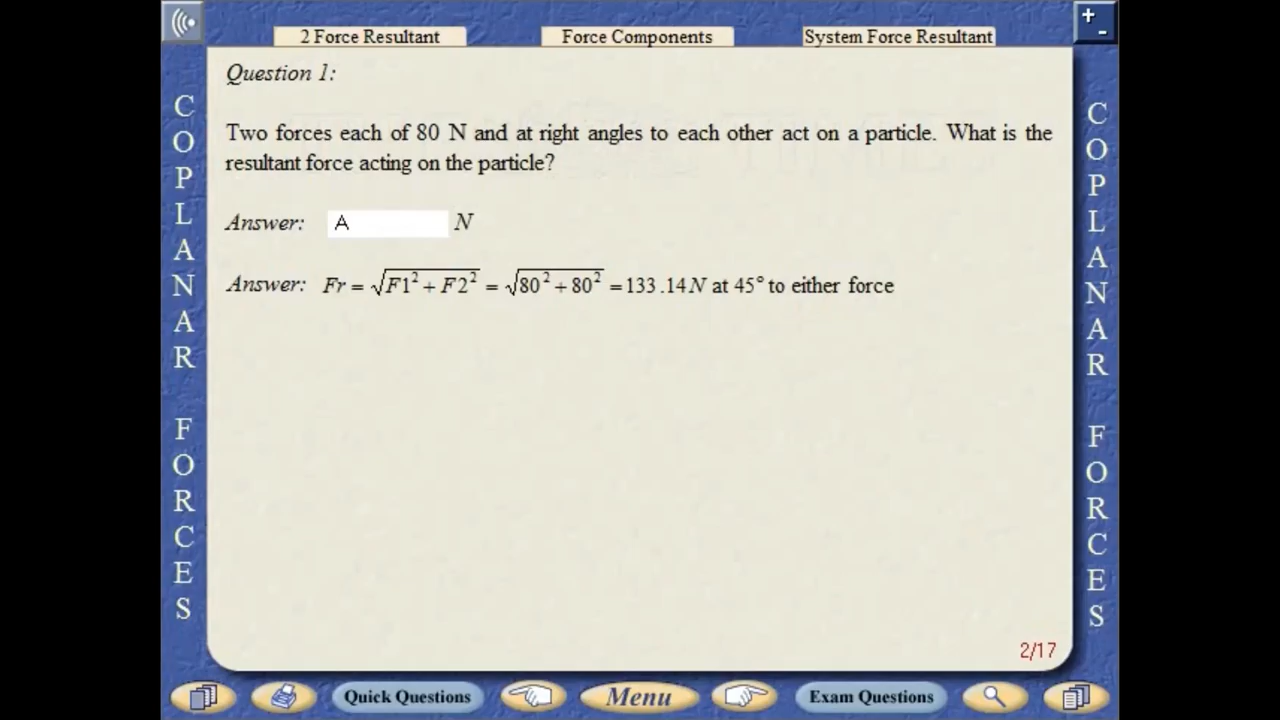 2 Force Resultant Force Components System Force Resultant
+
-
Question 1:
Two forces each of 80 N and at right angles to each other act on a particle. What is the
resultant force acting on the particle?
Answer: A N
Answer: Fr = √F1² + F2² = √80² + 80² = 133.14N at 45° to either force
COPLANAR FORCES
COPLANAR FORCES
2/17
Quick Questions Menu Exam Questions